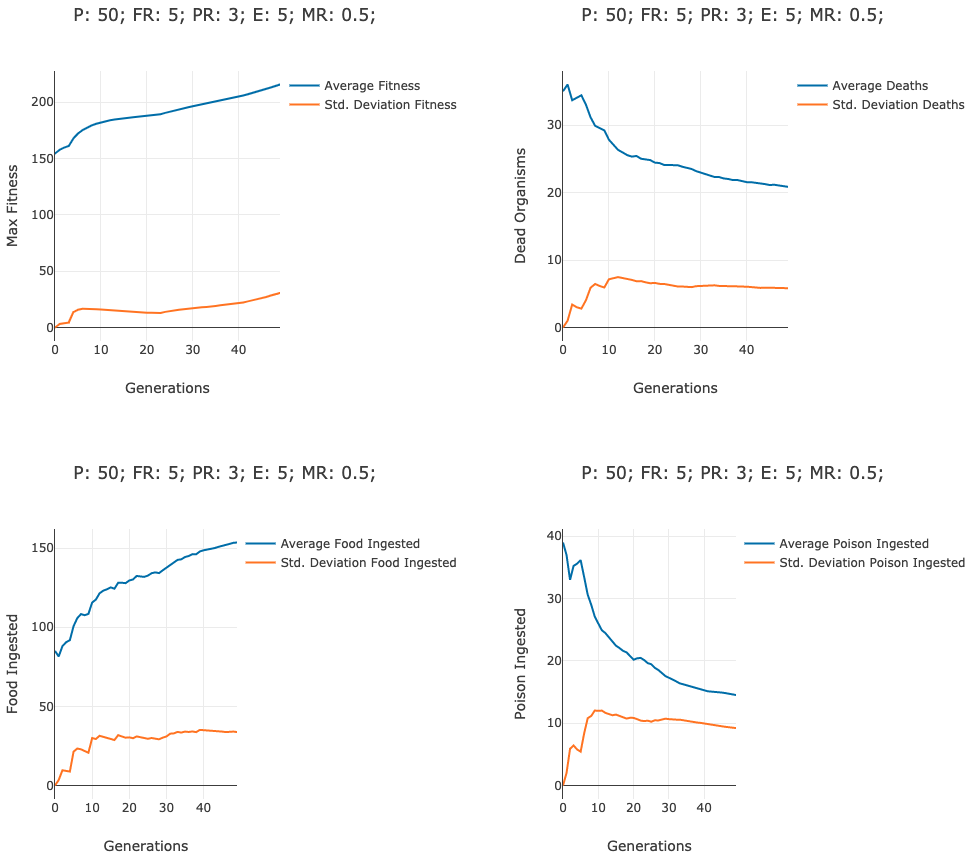 P: 50; FR: 5; PR: 3; E: 5; MR: 0.5;
Max Fitness
200
150
100
50
0
0 10 20 30 40
Generations
Average Fitness
Std. Deviation Fitness
P: 50; FR: 5; PR: 3; E: 5; MR: 0.5;
Dead Organisms
30
20
10
0
0 10 20 30 40
Generations
Average Deaths
Std. Deviation Deaths
P: 50; FR: 5; PR: 3; E: 5; MR: 0.5;
Food Ingested
150
100
50
0
0 10 20 30 40
Generations
Average Food Ingested
Std. Deviation Food Ingested
P: 50; FR: 5; PR: 3; E: 5; MR: 0.5;
Poison Ingested
40
30
20
10
0
0 10 20 30 40
Generations
Average Poison Ingested
Std. Deviation Poison Ingested